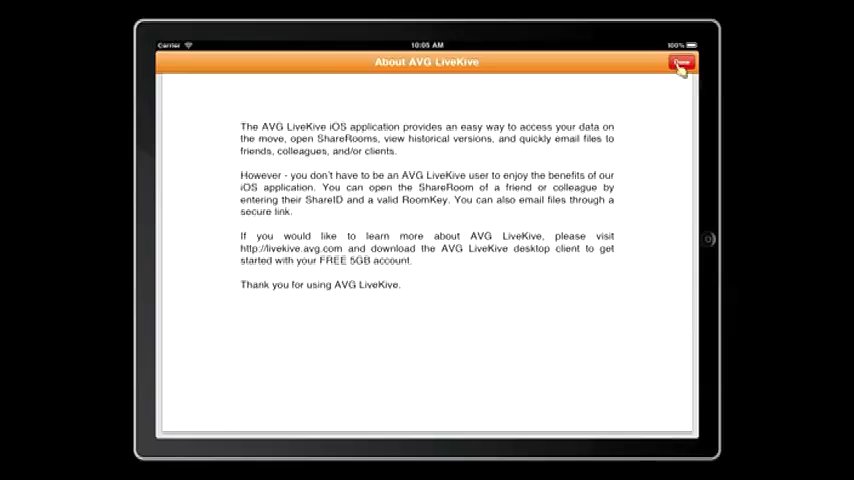 Carrier
10:05 AM
100%
About AVG LiveKive
Done
The AVG LiveKive iOS application provides an easy way to access your data on
the move, open ShareRooms, view historical versions, and quickly email files to
friends, colleagues, and/or clients.
However - you don't have to be an AVG LiveKive user to enjoy the benefits of our
iOS application. You can open the ShareRoom of a friend or colleague by
entering their ShareID and a valid RoomKey. You can also email files through a
secure link.
If you would like to learn more about AVG LiveKive, please visit
http://livekive.avg.com and download the AVG LiveKive desktop client to get
started with your FREE 5GB account.
Thank you for using AVG LiveKive.